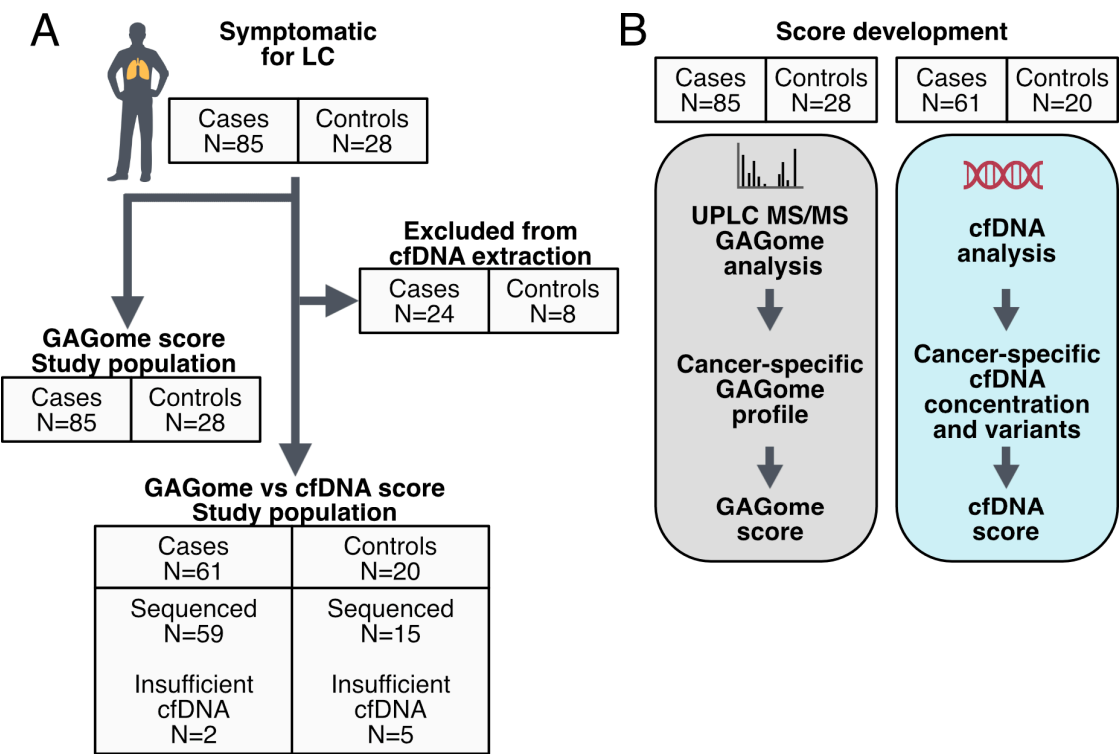 A
Symptomatic
for LC
Cases
N=85
Controls
N=28
Excluded from
cfDNA extraction
Cases
N=24
Controls
N=8
GAGome score
Study population
Cases
N=85
Controls
N=28
GAGome vs cfDNA score
Study population
Cases
N=61
Controls
N=20
Sequenced
N=59
Sequenced
N=15
Insufficient
cfDNA
N=2
Insufficient
cfDNA
N=5
B
Score development
Cases
N=85
Controls
N=28
Cases
N=61
Controls
N=20
UPLC MS/MS
GAGome
analysis
Cancer-specific
GAGome
profile
GAGome
score
cfDNA
analysis
Cancer-specific
cfDNA
concentration
and variants
cfDNA
score